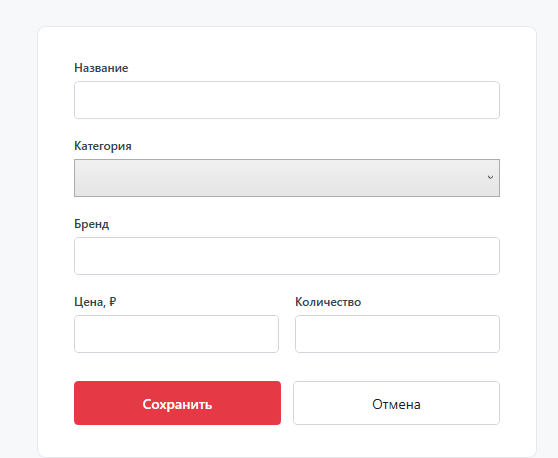 Название
Категория
Бренд
Цена, ₽
Количество
Сохранить
Отмена